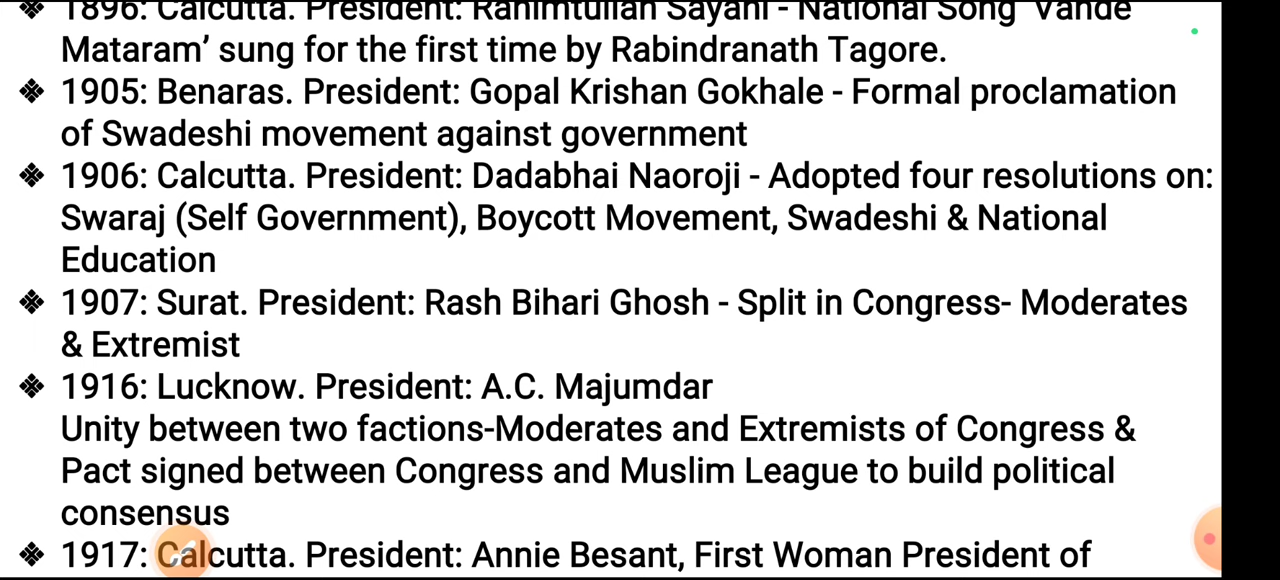 ❖ 1896: Calcutta. President: Rahimtullah Sayani - National Song 'Vande
Mataram’ sung for the first time by Rabindranath Tagore.
❖ 1905: Benaras. President: Gopal Krishan Gokhale - Formal proclamation
of Swadeshi movement against government
❖ 1906: Calcutta. President: Dadabhai Naoroji - Adopted four resolutions on:
Swaraj (Self Government), Boycott Movement, Swadeshi & National
Education
❖ 1907: Surat. President: Rash Bihari Ghosh - Split in Congress- Moderates
& Extremist
❖ 1916: Lucknow. President: A.C. Majumdar
Unity between two factions-Moderates and Extremists of Congress &
Pact signed between Congress and Muslim League to build political
consensus
❖ 1917: Calcutta. President: Annie Besant, First Woman President of